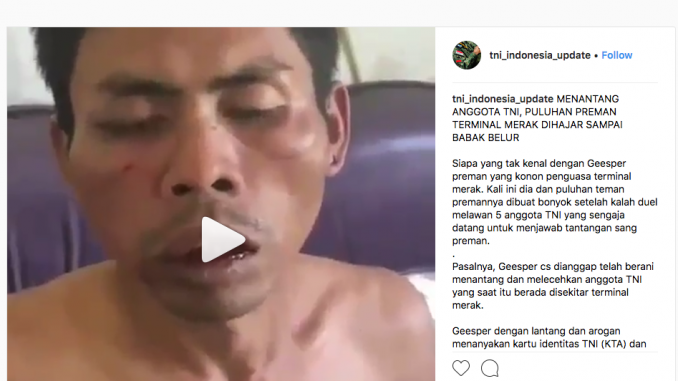 tni_indonesia_update • Follow
tni_indonesia_update MENANTANG
ANGGOTA TNI, PULUHAN PREMAN
TERMINAL MERAK DIHAJAR SAMPAI
BABAK BELUR
Siapa yang tak kenal dengan Geesper
preman yang konon penguasa terminal
merak. Kali ini dia dan puluhan teman
premannya dibuat bonyok setelah kalah duel
melawan 5 anggota TNI yang sengaja
datang untuk menjawab tantangan sang
preman.
.
Pasalnya, Geesper cs dianggap telah berani
menantang dan melecehkan anggota TNI
yang saat itu berada disekitar terminal
merak.
Geesper dengan lantang dan arogan
menanyakan kartu identitas TNI (KTA) dan